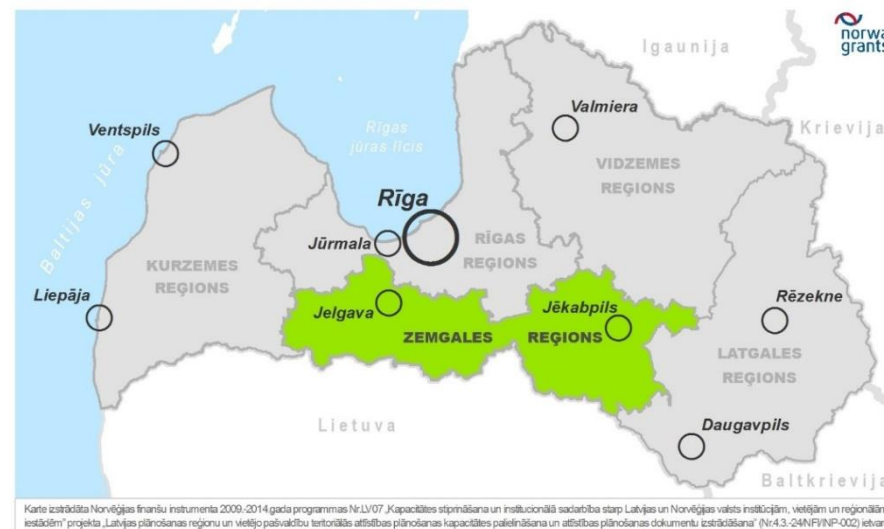 norwa
grants
Igaunija
Valmiera
Krievija
Ventspils
Rīgas
jūras līcis
VIDZEMES
REĢIONS
Baltijas jūra
Rīga
Jūrmala
RĪGAS
REĢIONS
KURZEMES
REĢIONS
Liepāja
Jelgava
Jēkabpils
Rēzekne
ZEMGALES
REĢIONS
LATGALES
REĢIONS
Lietuva
Daugavpils
Baltkrievija
Karte izstrādāta Norvēģijas finanšu instrumenta 2009.-2014.gada programmas Nr.LV07 „Kapacitātes stiprināšana un institucionālā sadarbība starp Latvijas un Norvēģijas valsts institūcijām, vietējām un reģionālām
iestādēm" projekta „Latvijas plānošanas reģionu un vietējo pašvaldību teritoriālās attīstības plānošanas kapacitātes palielināšana un attīstības plānošanas dokumentu izstrādāšana" (Nr.4.3.-24/NFI/INP-002) ietva